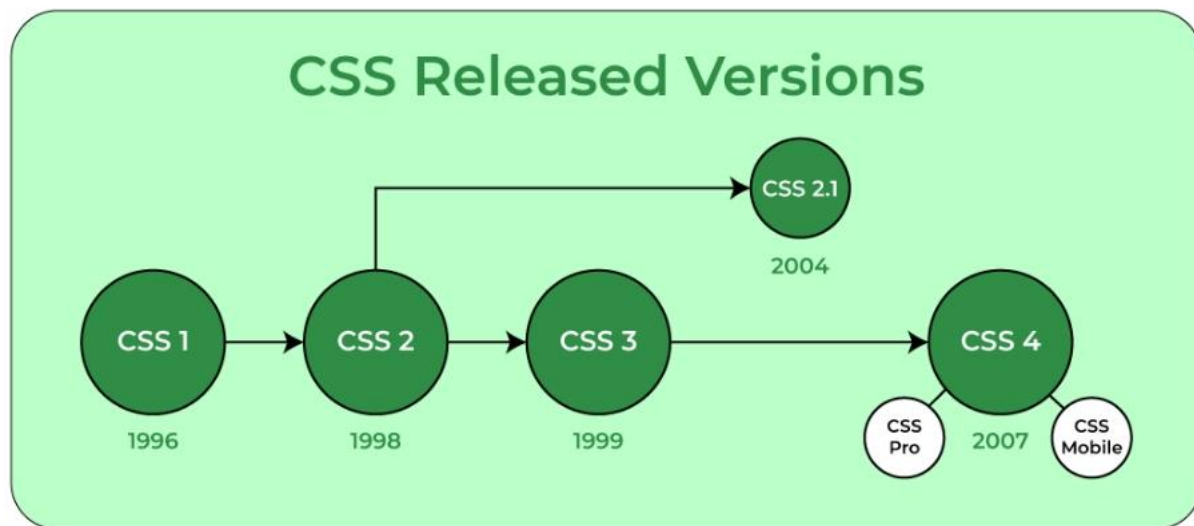 CSS Released Versions
CSS 2.1
2004
CSS 1
CSS 2
CSS 3
CSS 4
1996
1998
1999
CSS
Pro
2007
CSS
Mobile